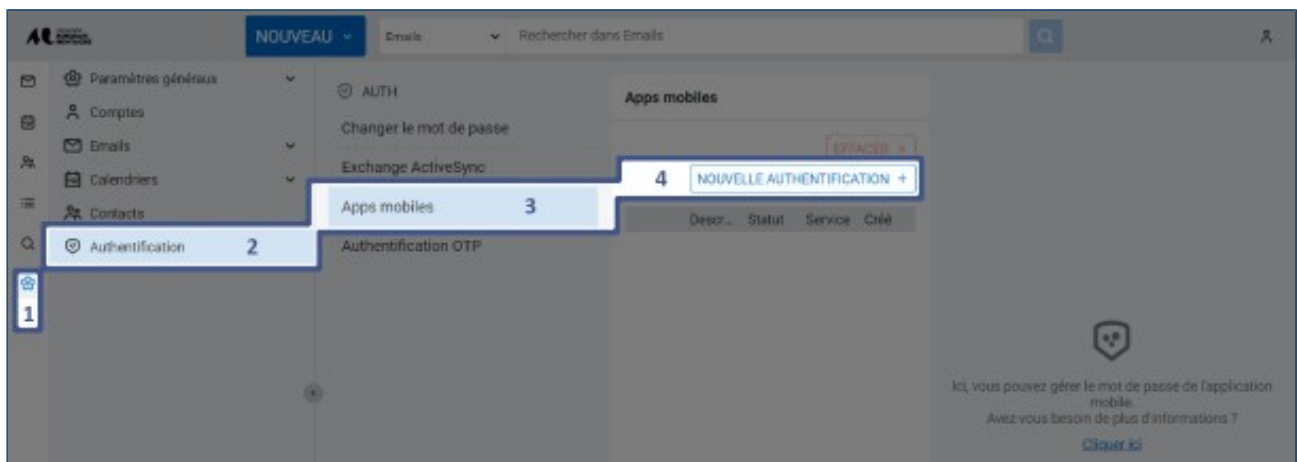 NOUVEAU
Emails
Rechercher dans Emails
Paramètres généraux
Comptes
Emails
Calendriers
Contacts
Authentification 2
1
AUTH
Changer le mot de passe
Exchange ActiveSync
Apps mobiles 3
Authentification OTP
Apps mobiles
EFFACER ×
4 NOUVELLE AUTHENTIFICATION +
Descr... Statut Service Créé
Ici, vous pouvez gérer le mot de passe de l'application
mobile.
Avez-vous besoin de plus d'informations ?
Cliquer ici